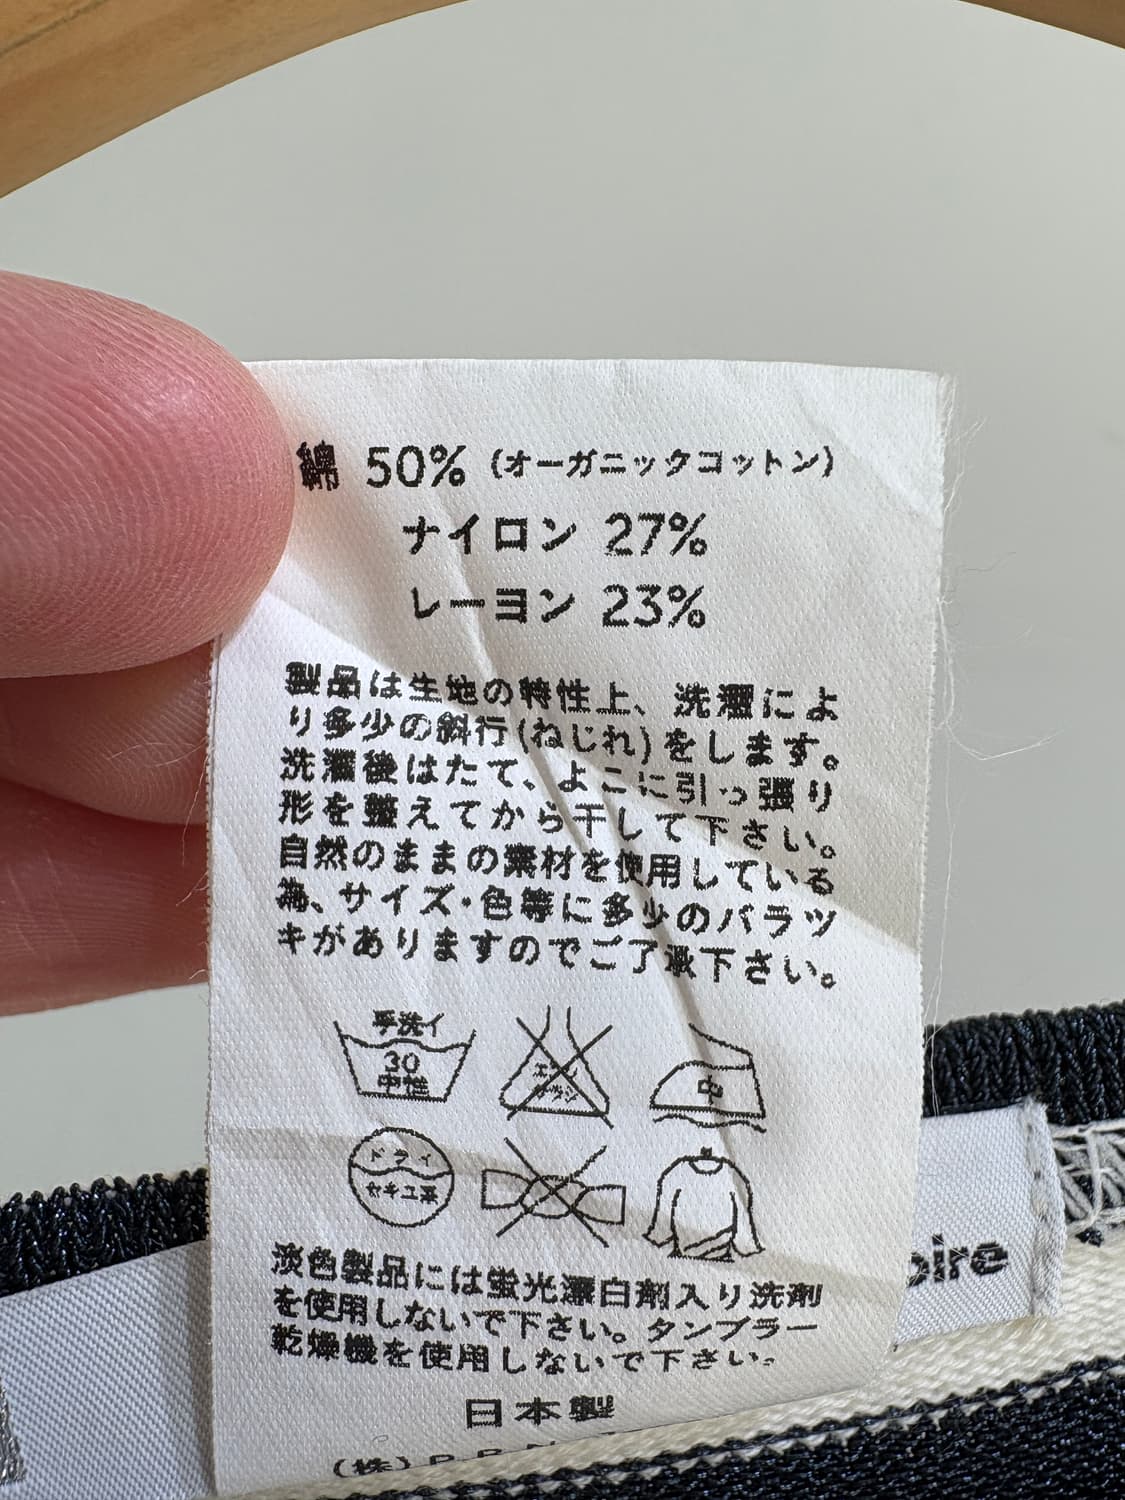 綿 50% (オーガニックコットン)
ナイロン 27%
レーヨン 23%
製品は生地の特性上、洗濯によ
り多少の斜行(ねじれ)をします。
洗濯後はたて、よこに引っ張り
形を整えてから干して下さい。
自然のままの素材を使用している
為、サイズ・色等に多少のバラツ
キがありますのでご了承下さい。
手洗イ
30
中性
エンソ
サラシ
中
ドライ
セキユ系
淡色製品には蛍光漂白剤入り洗剤
を使用しないで下さい。タンブラー
乾燥機を使用しないで下さい。
日本製
(株)
oire